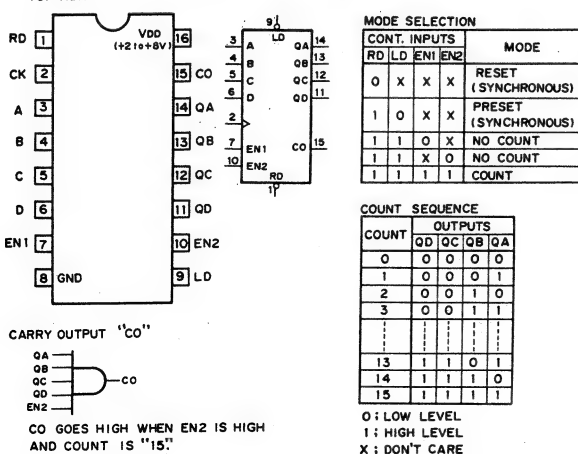 RD 1
VDD
(+2 to +8V)
16
CK 2
15 CO
A 3
14 QA
B 4
13 QB
C 5
12 QC
D 6
11 QD
EN1 7
10 EN2
8 GND
9 LD
9
LD
3 A
QA 14
4 B
QB 13
5 C
QC 12
6 D
QD 11
2
7 EN1
CO 15
10 EN2
RD
1
MODE SELECTION
CONT. INPUTS MODE
RD LD EN1 EN2
0 X X X RESET
(SYNCHRONOUS)
1 0 X X PRESET
(SYNCHRONOUS)
1 1 0 X NO COUNT
1 1 X 0 NO COUNT
1 1 1 1 COUNT
COUNT SEQUENCE
COUNT OUTPUTS
QD QC QB QA
0 0 0 0 0
1 0 0 0 1
2 0 0 1 0
3 0 0 1 1
13 1 1 0 1
14 1 1 1 0
15 1 1 1 1
0 ; LOW LEVEL
1 ; HIGH LEVEL
X ; DON'T CARE
CARRY OUTPUT "CO"
QA
QB
QC
QD
EN2
CO
CO GOES HIGH WHEN EN2 IS HIGH
AND COUNT IS "15."